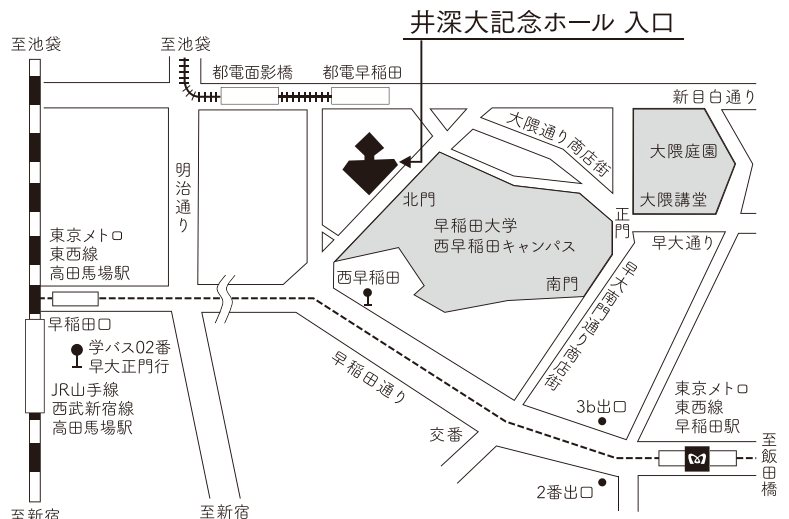 井深大記念ホール 入口
至池袋
至池袋
都電面影橋
都電早稲田
新目白通り
大隈通り商店街
大隈庭園
大隈講堂
明治通り
北門
正門
早稲田大学
西早稲田キャンパス
早大通り
東京メトロ
東西線
高田馬場駅
西早稲田
南門
早大南門通り商店街
早稲田口
学バス02番
早大正門行
早稲田通り
JR山手線
西武新宿線
高田馬場駅
東京メトロ
東西線
早稲田駅
3b出口
交番
至飯田橋
2番出口
至新宿
至新宿